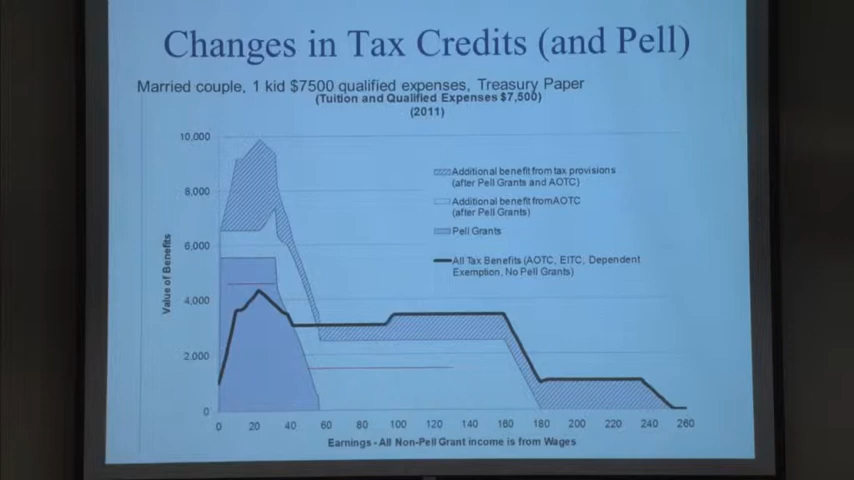 Changes in Tax Credits (and Pell)
Married couple, 1 kid $7500 qualified expenses, Treasury Paper
(Tuition and Qualified Expenses $7,500)
(2011)
10,000
8,000
6,000
4,000
2,000
0
Value of Benefits
Additional benefit from tax provisions
(after Pell Grants and AOTC)
Additional benefit from AOTC
(after Pell Grants)
Pell Grants
All Tax Benefits (AOTC, EITC, Dependent
Exemption, No Pell Grants)
0 20 40 60 80 100 120 140 160 180 200 220 240 260
Earnings - All Non-Pell Grant income is from Wages